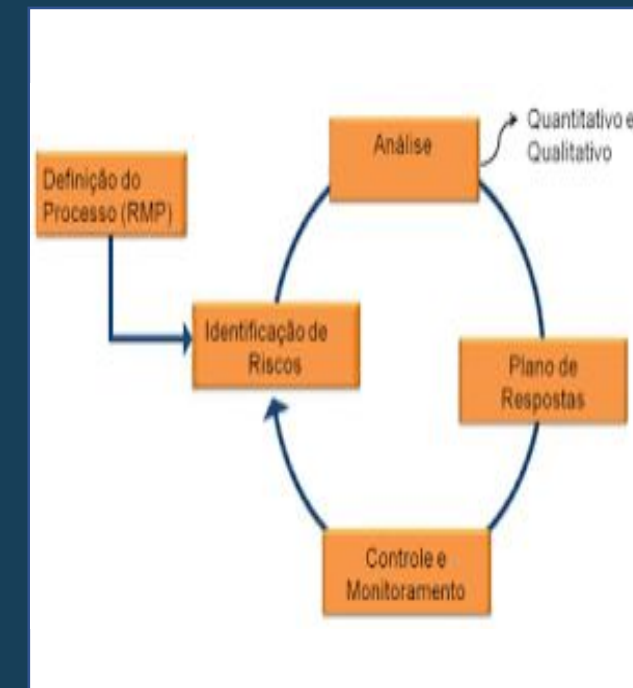 Definição do
Processo (RMP)
Identificação de
Riscos
Análise
Quantitativo e
Qualitativo
Plano de
Respostas
Controle e
Monitoramento